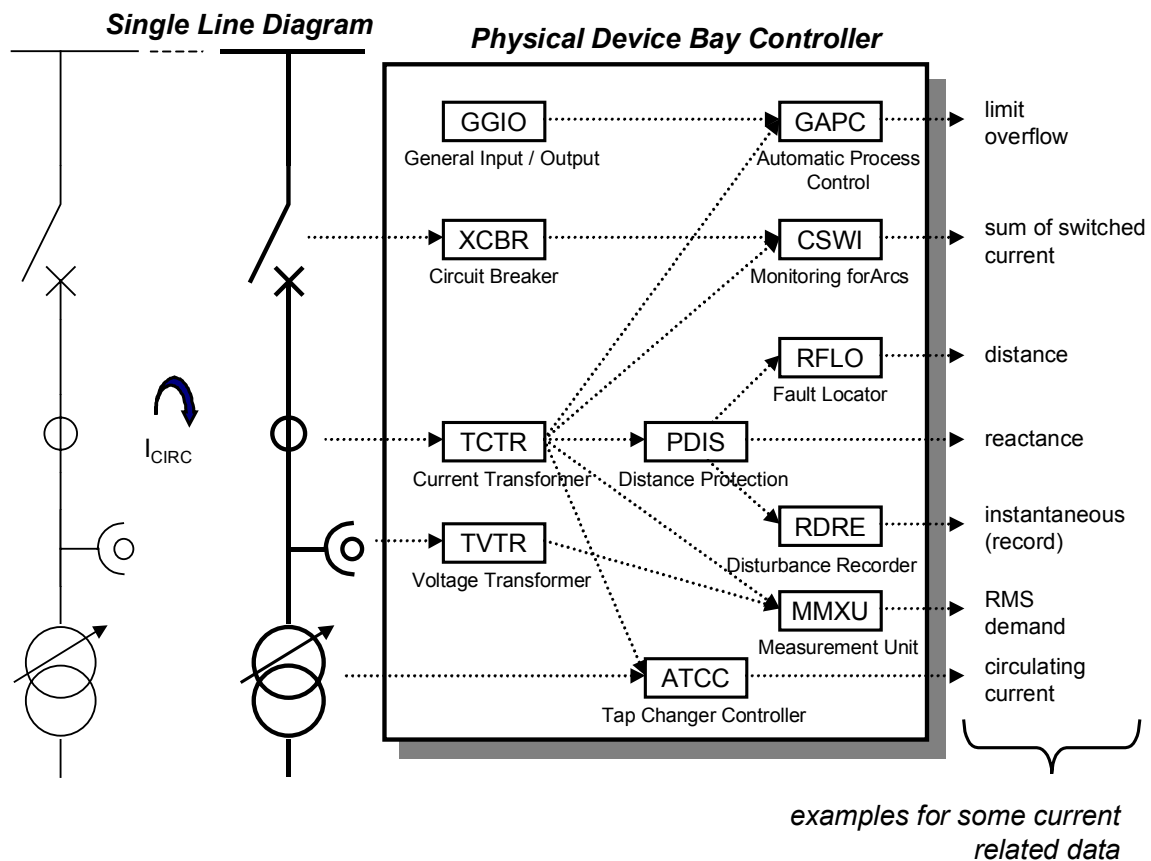 Single Line Diagram
Physical Device Bay Controller
GGIO
General Input / Output
GAPC
Automatic Process
Control
limit
overflow
XCBR
Circuit Breaker
CSWI
Monitoring forArcs
sum of switched
current
RFLO
Fault Locator
distance
ICIRC
TCTR
Current Transformer
PDIS
Distance Protection
reactance
TVTR
Voltage Transformer
RDRE
Disturbance Recorder
instantaneous
(record)
MMXU
Measurement Unit
RMS
demand
ATCC
Tap Changer Controller
circulating
current
examples for some current
related data